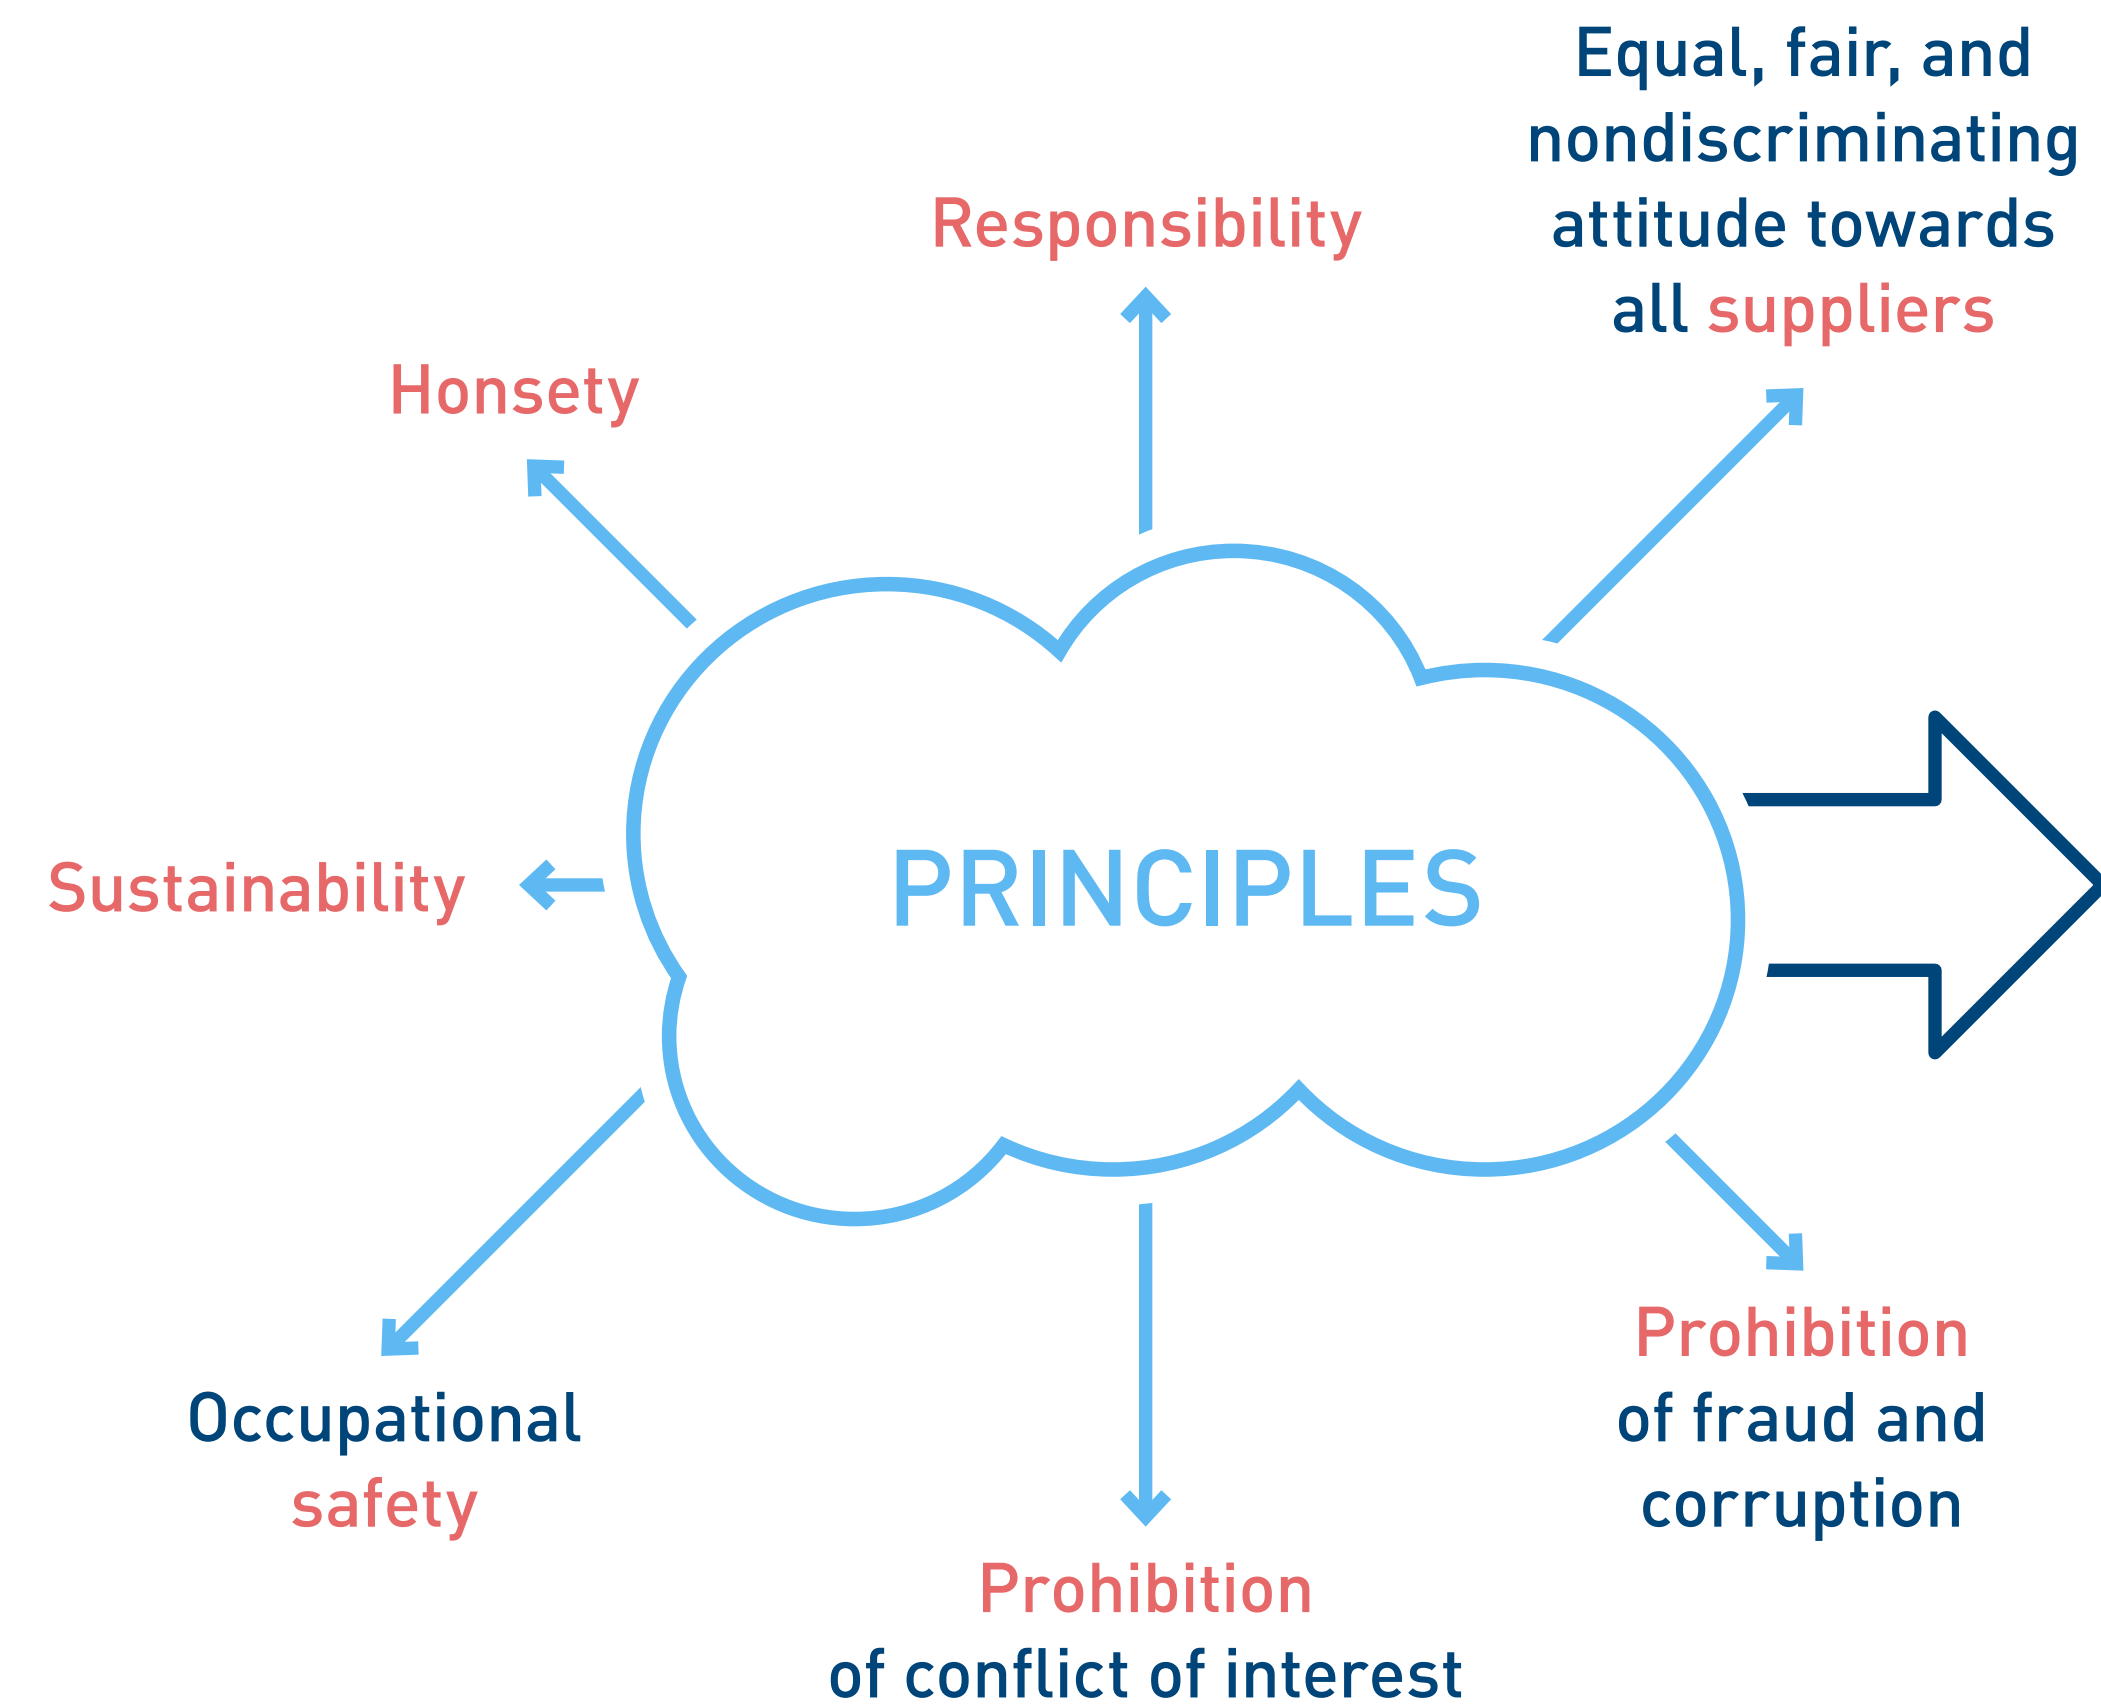 Equal, fair, and
nondiscriminating
attitude towards
all suppliers
Responsibility
Honsety
PRINCIPLES
Sustainability
Occupational
safety
Prohibition
of fraud and
corruption
Prohibition
of conflict of interest